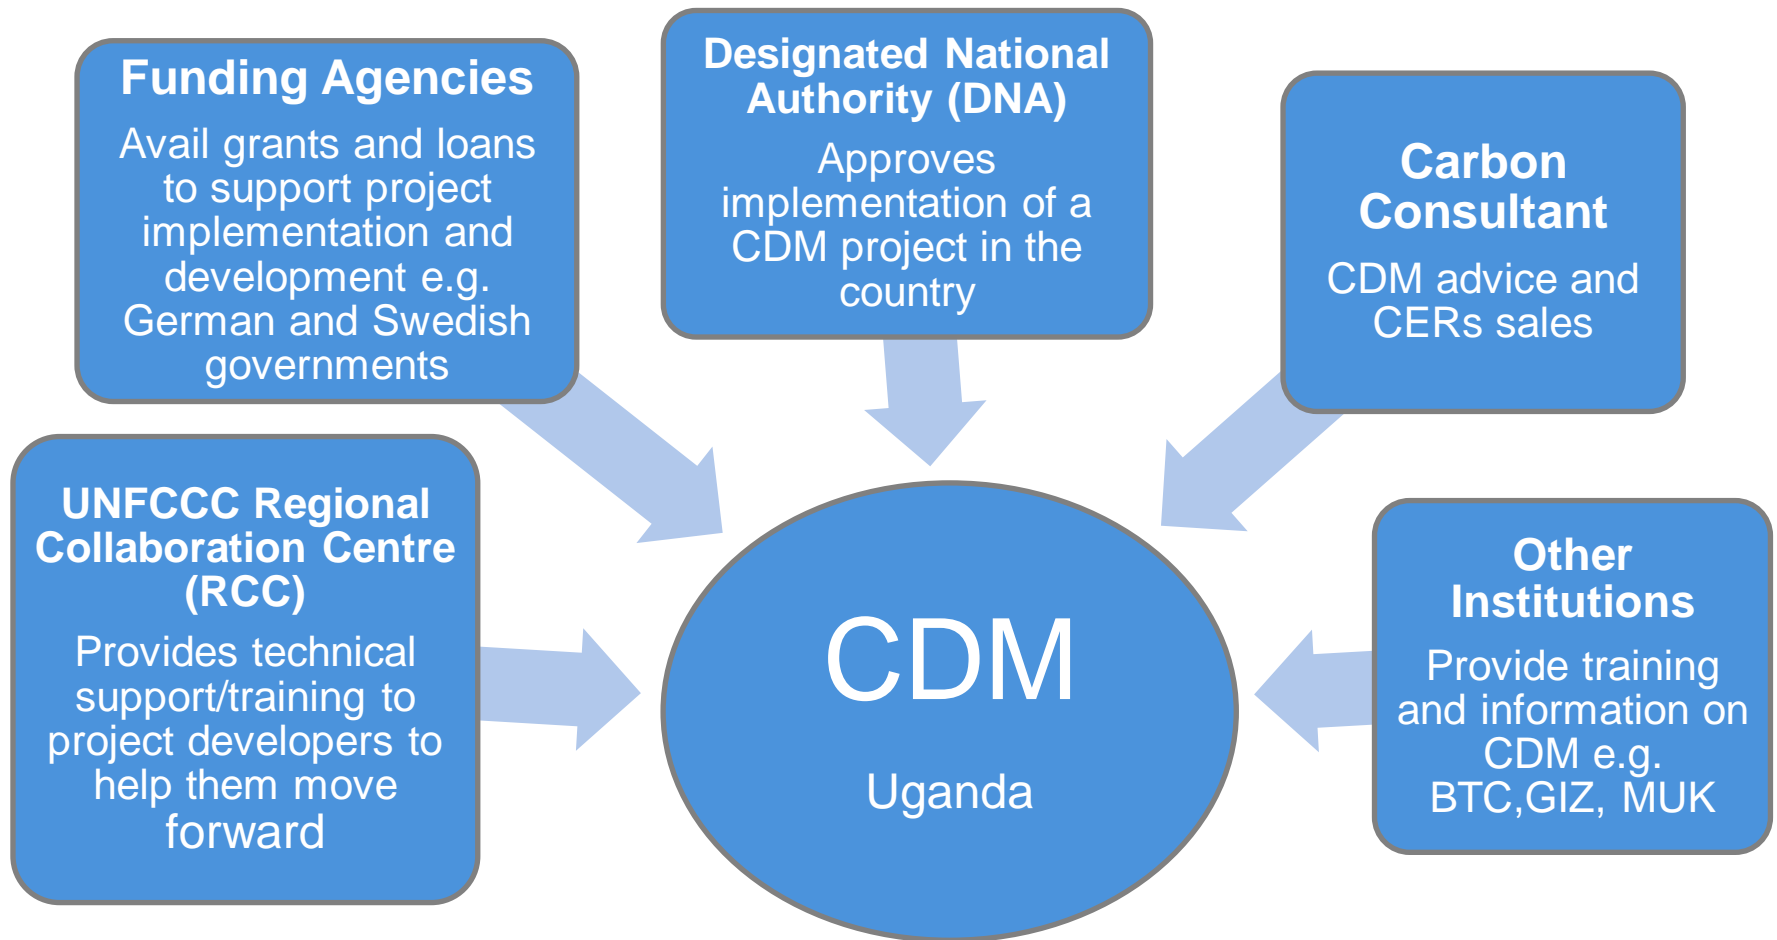 Funding Agencies
Avail grants and loans
to support project
implementation and
development e.g.
German and Swedish
governments
Designated National
Authority (DNA)
Approves
implementation of a
CDM project in the
country
Carbon
Consultant
CDM advice and
CERs sales
UNFCCC Regional
Collaboration Centre
(RCC)
Provides technical
support/training to
project developers to
help them move
forward
CDM
Uganda
Other
Institutions
Provide training
and information on
CDM e.g.
BTC,GIZ, MUK